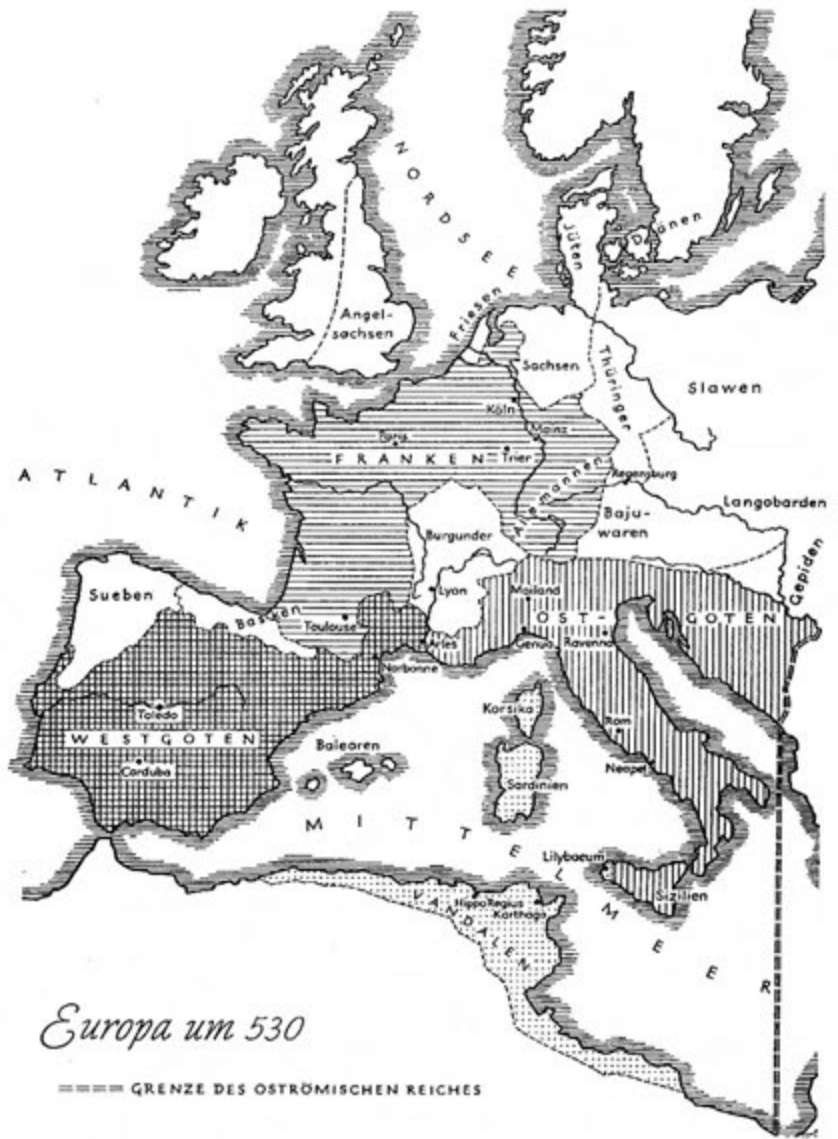 NORDSEE
Jüten
Dänen
Angel-
sachsen
Friesen
Sachsen
Thüringer
Slawen
Köln
Mainz
Paris
FRANKEN
Trier
Alemannen
Regensburg
ATLANTIK
Langobarden
Baju-
waren
Burgunder
Gepiden
Sueben
Basken
Lyon
Mailand
OST-GOTEN
Toulouse
Arles
Genua
Ravenna
Narbonne
Toledo
Korsika
Rom
WESTGOTEN
Balearen
Corduba
Neapel
Sardinien
MITTELMEER
Lilybaeum
Sizilien
Hippo Regius
Karthago
VANDALEN
Europa um 530
GRENZE DES OSTRÖMISCHEN REICHES